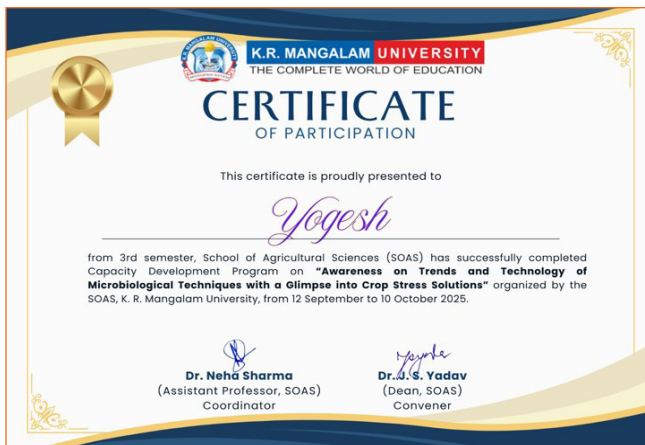 K.R. MANGALAM UNIVERSITY
THE COMPLETE WORLD OF EDUCATION
CERTIFICATE
OF PARTICIPATION
This certificate is proudly presented to
Yogesh
from 3rd semester, School of Agricultural Sciences (SOAS) has successfully completed
Capacity Development Program on “Awareness on Trends and Technology of
Microbiological Techniques with a Glimpse into Crop Stress Solutions” organized by the
SOAS, K. R. Mangalam University, from 12 September to 10 October 2025.
Dr. Neha Sharma
(Assistant Professor, SOAS)
Coordinator
Dr. J. S. Yadav
(Dean, SOAS)
Convener